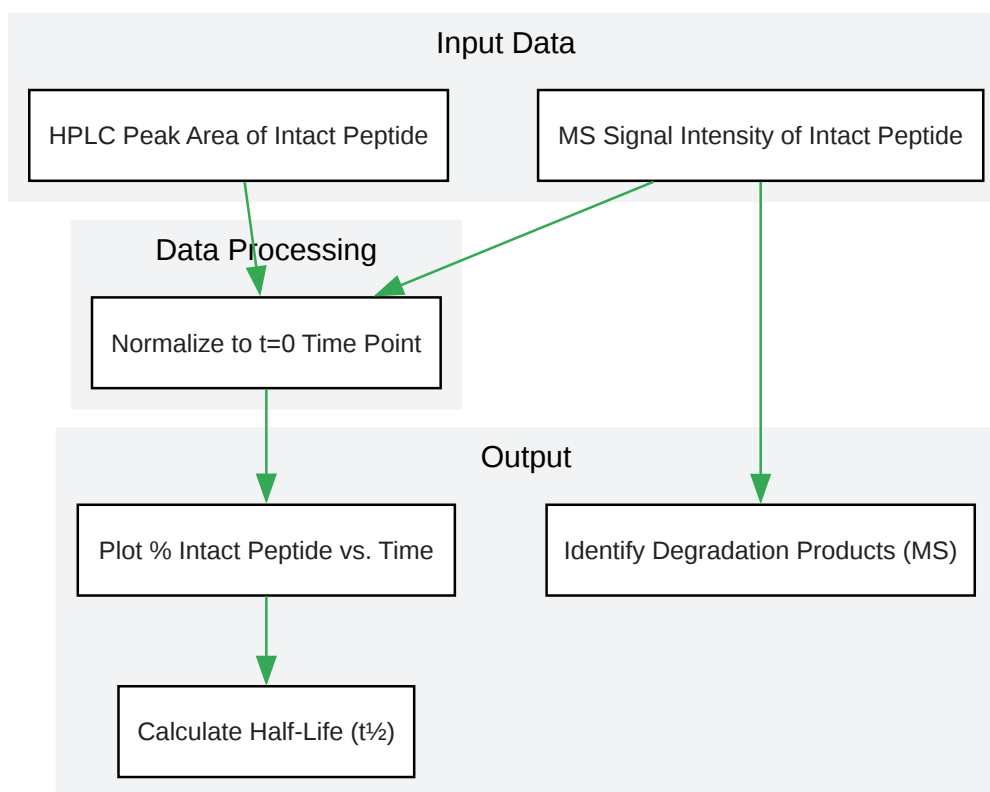 Input Data
HPLC Peak Area of Intact Peptide
MS Signal Intensity of Intact Peptide
Data Processing
Normalize to t=0 Time Point
Output
Plot % Intact Peptide vs. Time
Identify Degradation Products (MS)
Calculate Half-Life (t½)